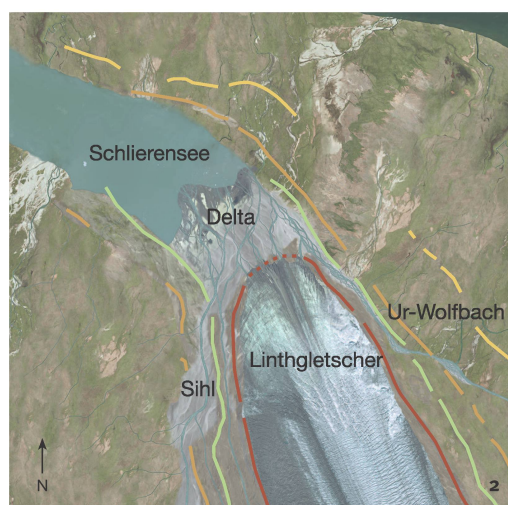 Schlierensee
Delta
Ur-Wolfbach
Linthgletscher
Sihl
N
2